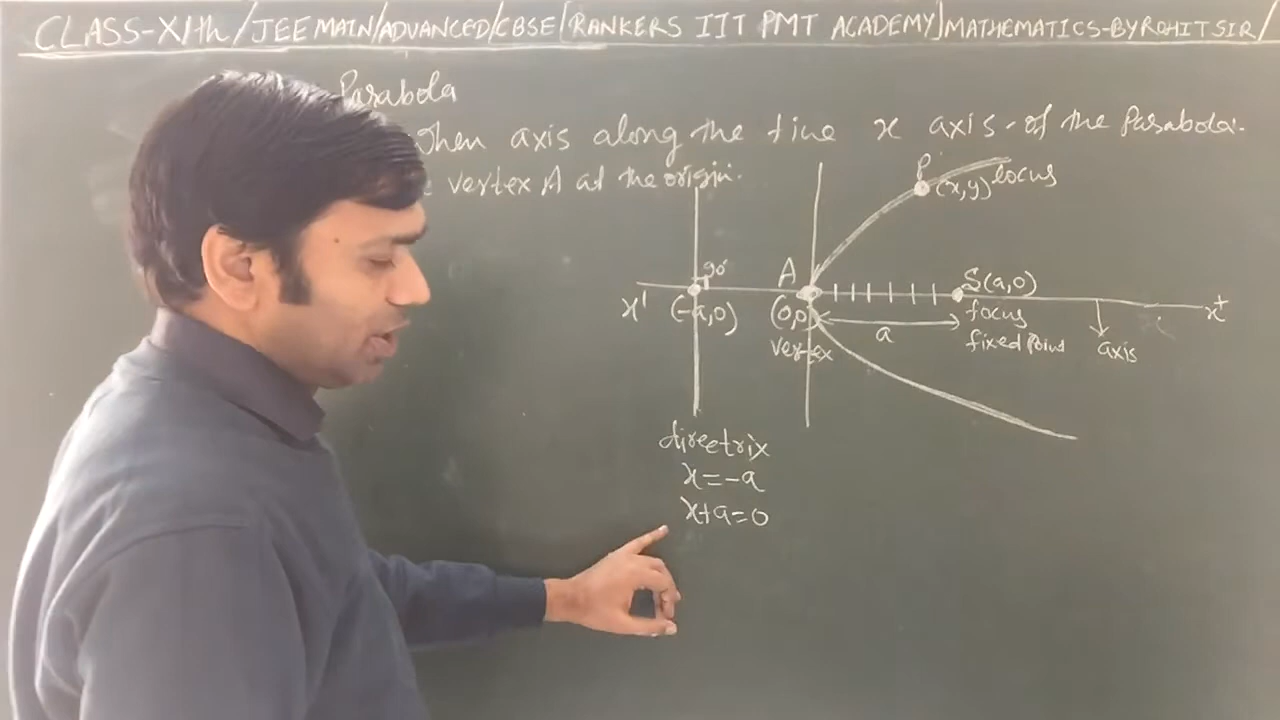 CLASS-XIth/JEE MAIN/ADVANCED/CBSE[RANKERS IIT PMT ACADEMY]MATHEMATICS-BY ROHIT SIR/
Parabola
When axis along the +ive x axis of the Parabola.
vertex A at the origin.
P
(x,y) locus
90°
A
S(a,0)
x'
(-a,0)
(0,0)
focus
x+
a
fixed point
axis
vertex
directrix
x=-a
x+a=0